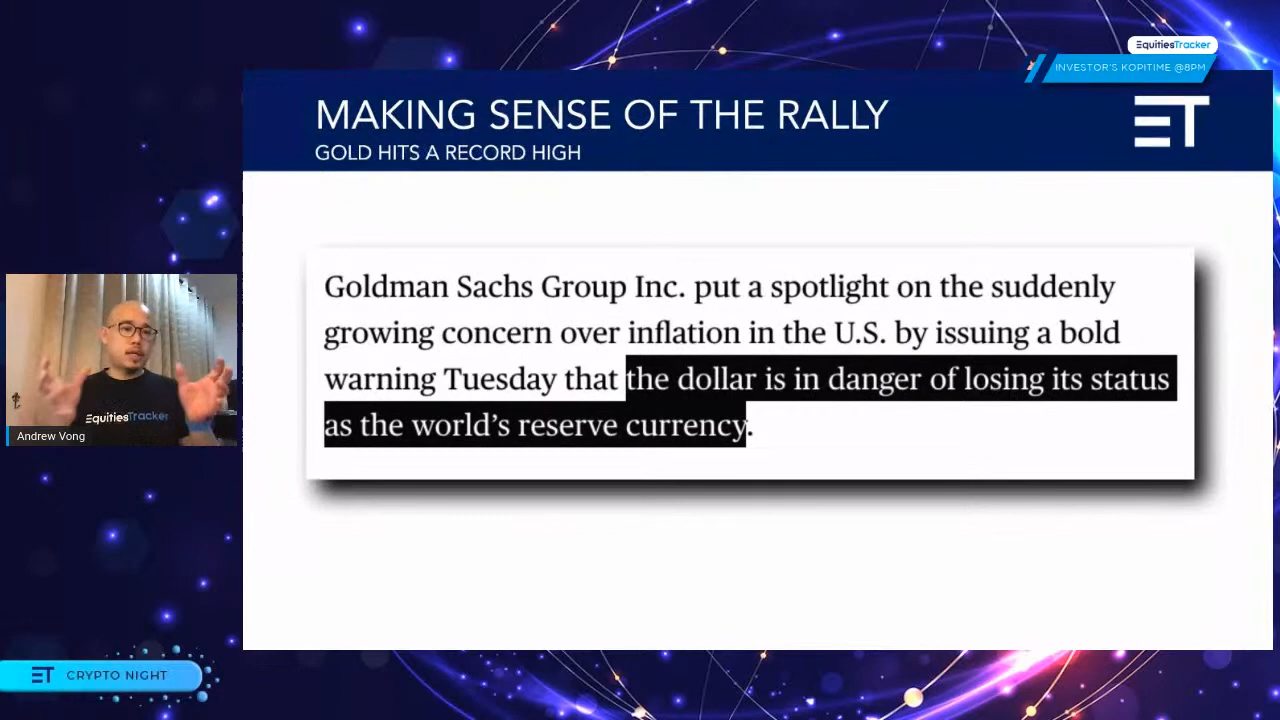 EquitiesTracker
INVESTOR'S KOPITIME @8PM
MAKING SENSE OF THE RALLY
GOLD HITS A RECORD HIGH
ET
Goldman Sachs Group Inc. put a spotlight on the suddenly
growing concern over inflation in the U.S. by issuing a bold
warning Tuesday that the dollar is in danger of losing its status
as the world’s reserve currency.
EquitiesTracker
Andrew Vong
ET CRYPTO NIGHT